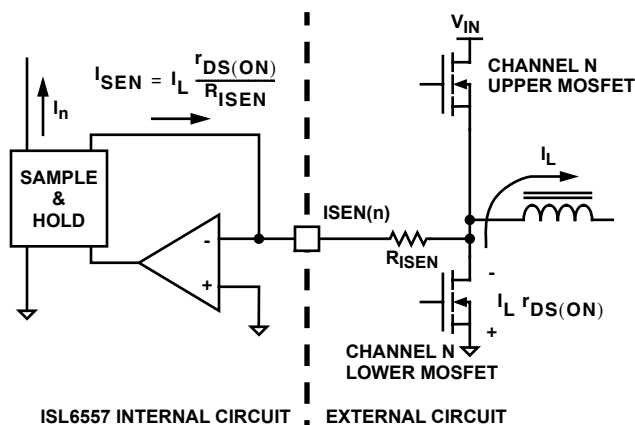 V_IN
I_SEN = I_L r_DS(ON) / R_ISEN
CHANNEL N
UPPER MOSFET
I_n
I_L
SAMPLE
&
HOLD
ISEN(n)
-
+
R_ISEN
-
I_L r_DS(ON)
+
CHANNEL N
LOWER MOSFET
ISL6557 INTERNAL CIRCUIT
EXTERNAL CIRCUIT